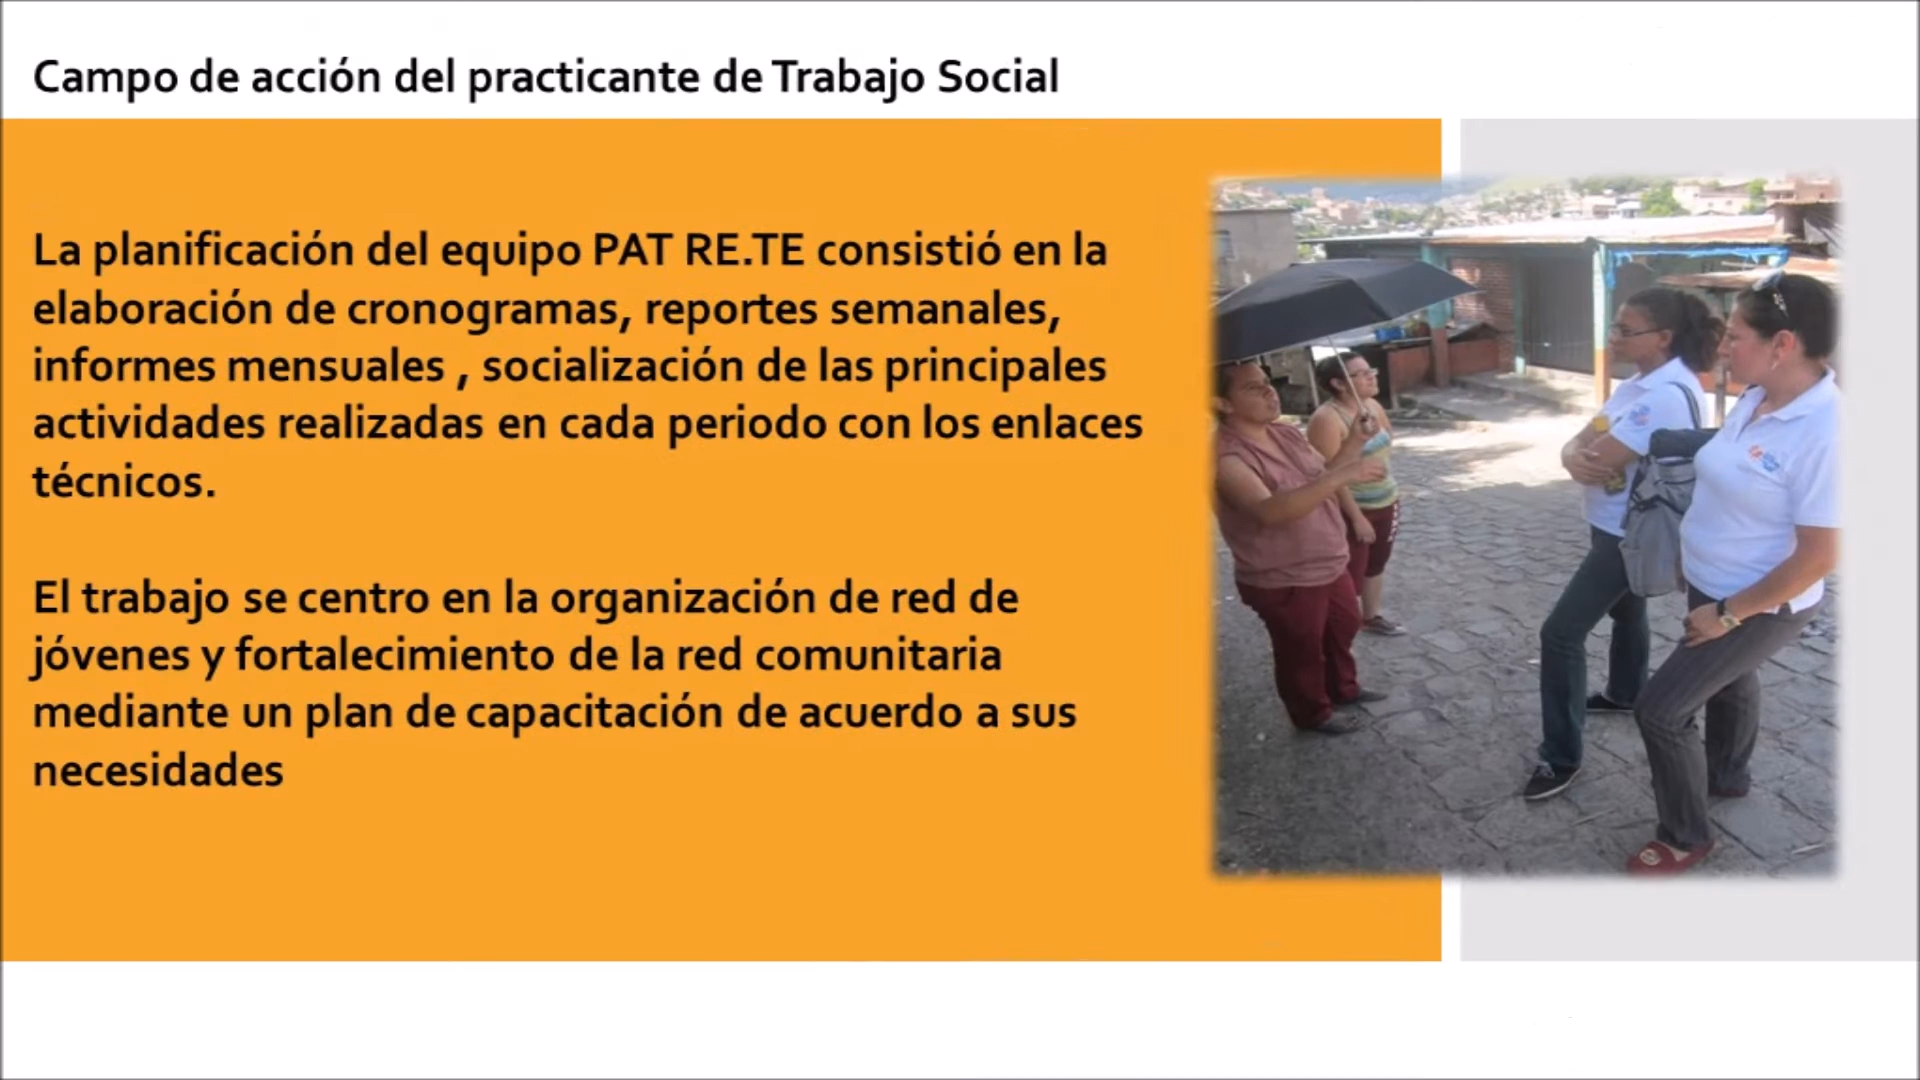 Campo de acción del practicante de Trabajo Social
La planificación del equipo PAT RE.TE consistió en la
elaboración de cronogramas, reportes semanales,
informes mensuales , socialización de las principales
actividades realizadas en cada periodo con los enlaces
técnicos.
El trabajo se centro en la organización de red de
jóvenes y fortalecimiento de la red comunitaria
mediante un plan de capacitación de acuerdo a sus
necesidades